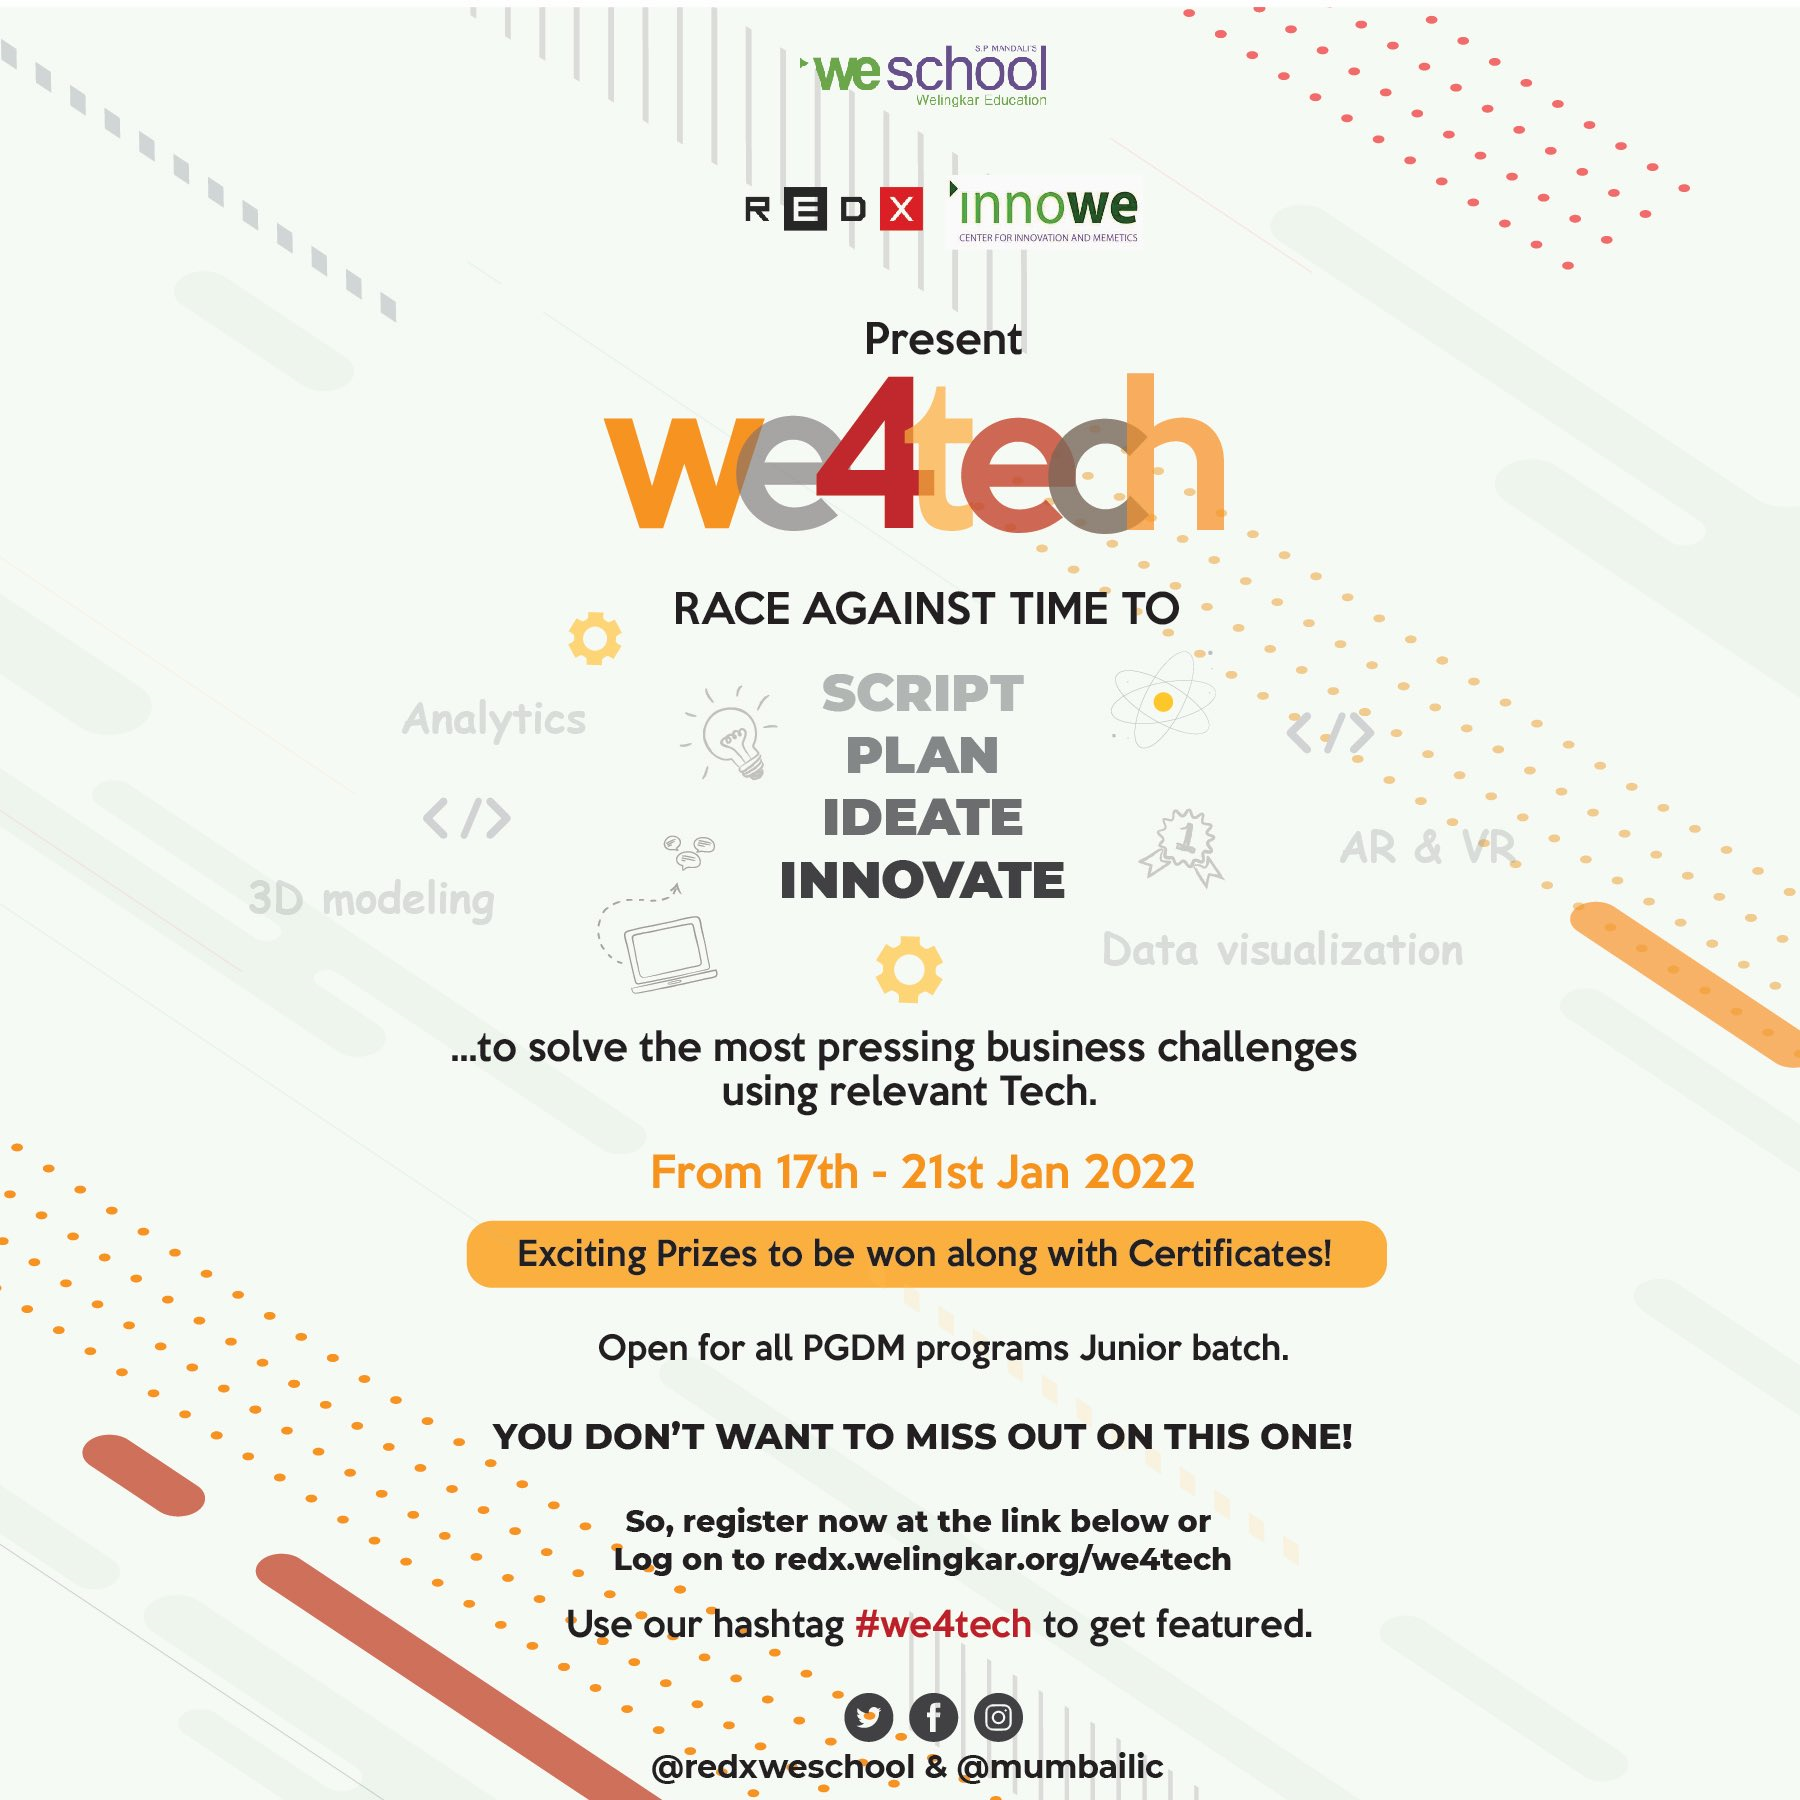 S.P. MANDALI'S
we school
Welingkar Education
REDX
innowe
CENTER FOR INNOVATION AND MEMETICS
Present
we4tech
RACE AGAINST TIME TO
SCRIPT
PLAN
IDEATE
INNOVATE
Analytics
</>
</>
3D modeling
1
AR & VR
Data visualization
...to solve the most pressing business challenges
using relevant Tech.
From 17th - 21st Jan 2022
Exciting Prizes to be won along with Certificates!
Open for all PGDM programs Junior batch.
YOU DON'T WANT TO MISS OUT ON THIS ONE!
So, register now at the link below or
Log on to redx.welingkar.org/we4tech
Use our hashtag #we4tech to get featured.
@redxweschool & @mumbailic